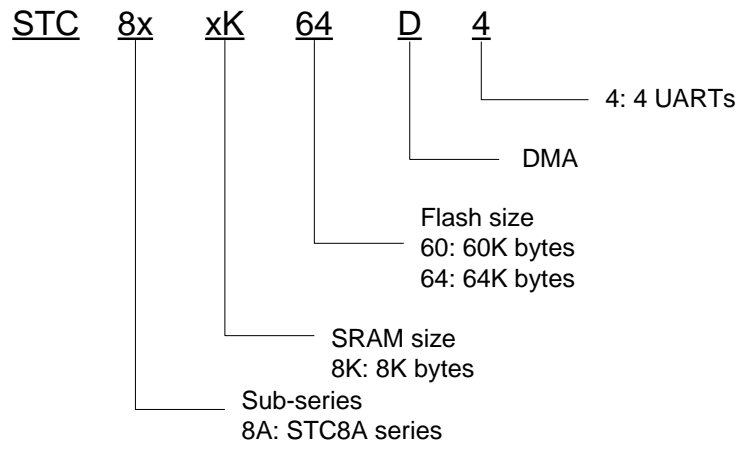 STC 8x xK 64 D 4
4: 4 UARTs
DMA
Flash size
60: 60K bytes
64: 64K bytes
SRAM size
8K: 8K bytes
Sub-series
8A: STC8A series